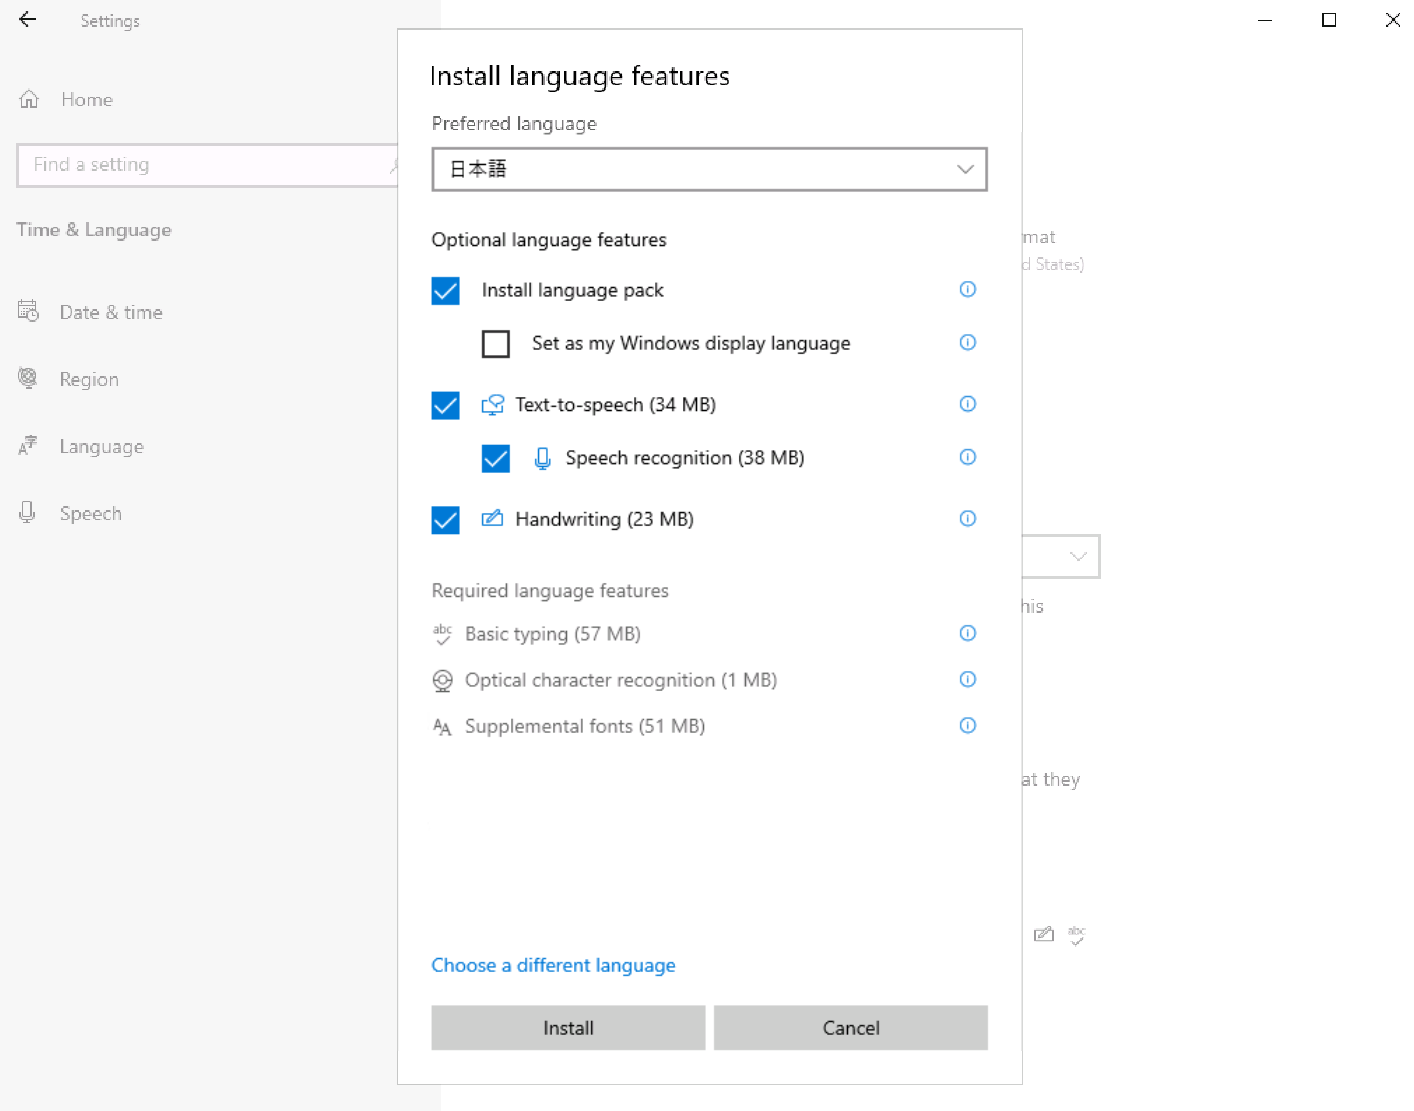 Settings
Home
Find a setting
Time & Language
Date & time
Region
Language
Speech
Install language features
Preferred language
日本語
Optional language features
Install language pack
Set as my Windows display language
Text-to-speech (34 MB)
Speech recognition (38 MB)
Handwriting (23 MB)
Required language features
abc
Basic typing (57 MB)
Optical character recognition (1 MB)
Supplemental fonts (51 MB)
Choose a different language
Install
Cancel
mat
d States)
his
at they
abc